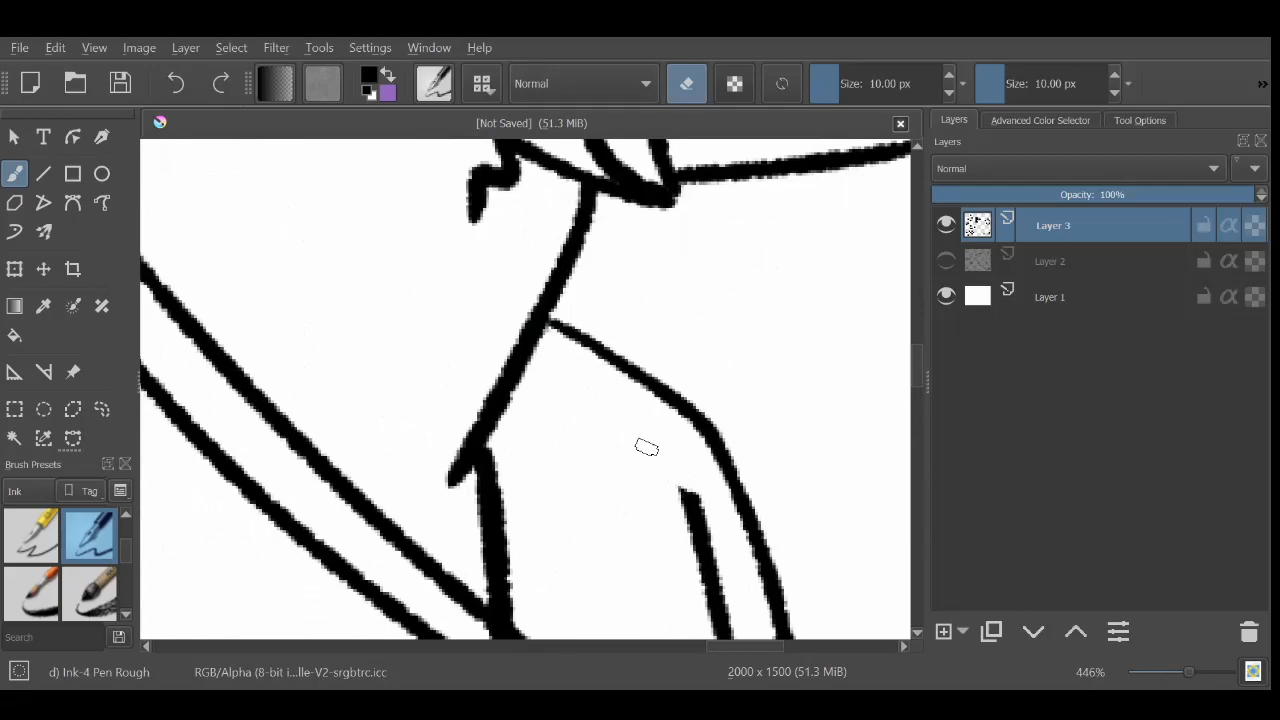 File Edit View Image Layer Select Filter Tools Settings Window Help
Normal Size: 10.00 px Size: 10.00 px »
[Not Saved] (51.3 MiB)
Layers Advanced Color Selector Tool Options
Layers
Normal
Opacity: 100%
Layer 3
Layer 2
Layer 1
Brush Presets
Ink Tag
Search
d) Ink-4 Pen Rough RGB/Alpha (8-bit i...lle-V2-srgbtrc.icc 2000 x 1500 (51.3 MiB) 446%